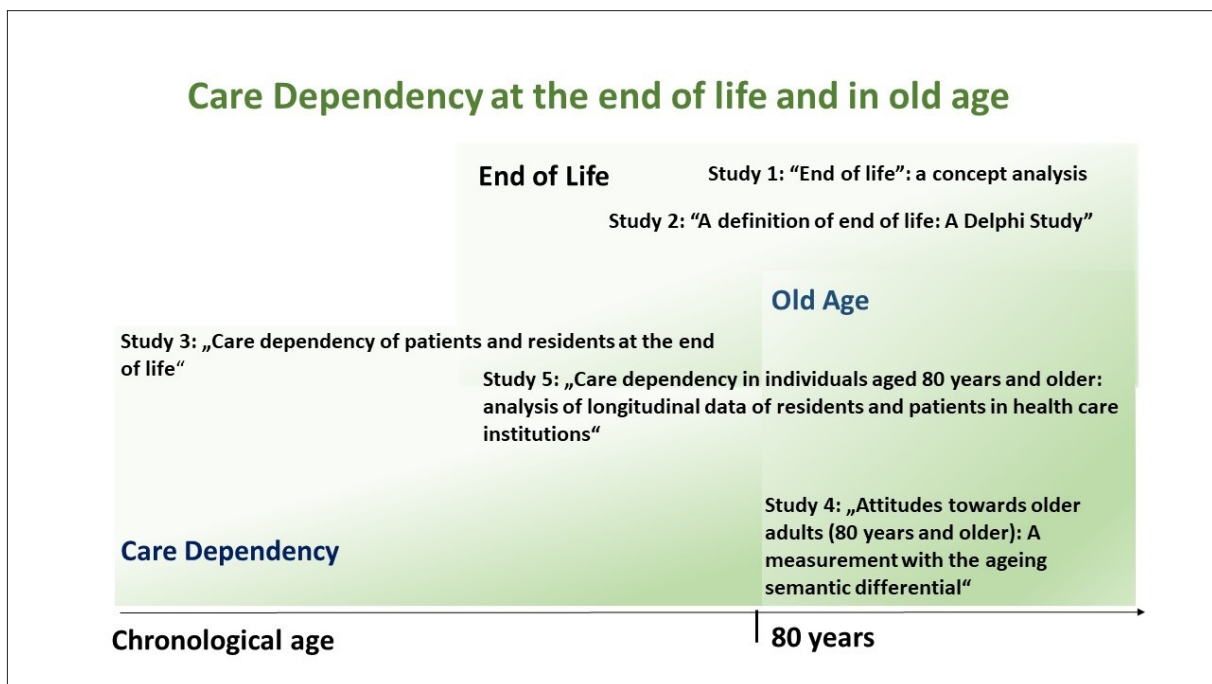 Care Dependency at the end of life and in old age
End of Life
Study 1: “End of life”: a concept analysis
Study 2: “A definition of end of life: A Delphi Study”
Old Age
Study 3: „Care dependency of patients and residents at the end
of life“
Study 5: „Care dependency in individuals aged 80 years and older:
analysis of longitudinal data of residents and patients in health care
institutions“
Study 4: „Attitudes towards older
adults (80 years and older): A
measurement with the ageing
semantic differential“
Care Dependency
Chronological age
80 years